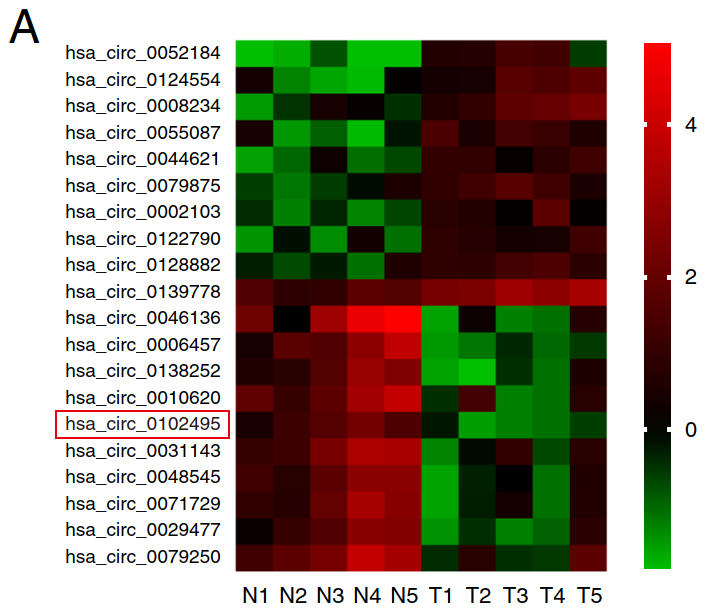 A
hsa_circ_0052184
hsa_circ_0124554
hsa_circ_0008234
hsa_circ_0055087
hsa_circ_0044621
hsa_circ_0079875
hsa_circ_0002103
hsa_circ_0122790
hsa_circ_0128882
hsa_circ_0139778
hsa_circ_0046136
hsa_circ_0006457
hsa_circ_0138252
hsa_circ_0010620
hsa_circ_0102495
hsa_circ_0031143
hsa_circ_0048545
hsa_circ_0071729
hsa_circ_0029477
hsa_circ_0079250
N1 N2 N3 N4 N5 T1 T2 T3 T4 T5
4
2
0